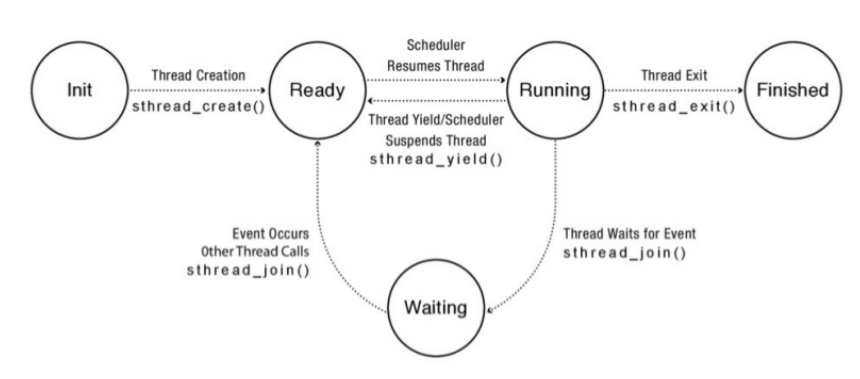 Init
Thread Creation
sthread_create()
Ready
Scheduler
Resumes Thread
Thread Yield/Scheduler
Suspends Thread
sthread_yield()
Running
Thread Exit
sthread_exit()
Finished
Event Occurs
Other Thread Calls
sthread_join()
Thread Waits for Event
sthread_join()
Waiting